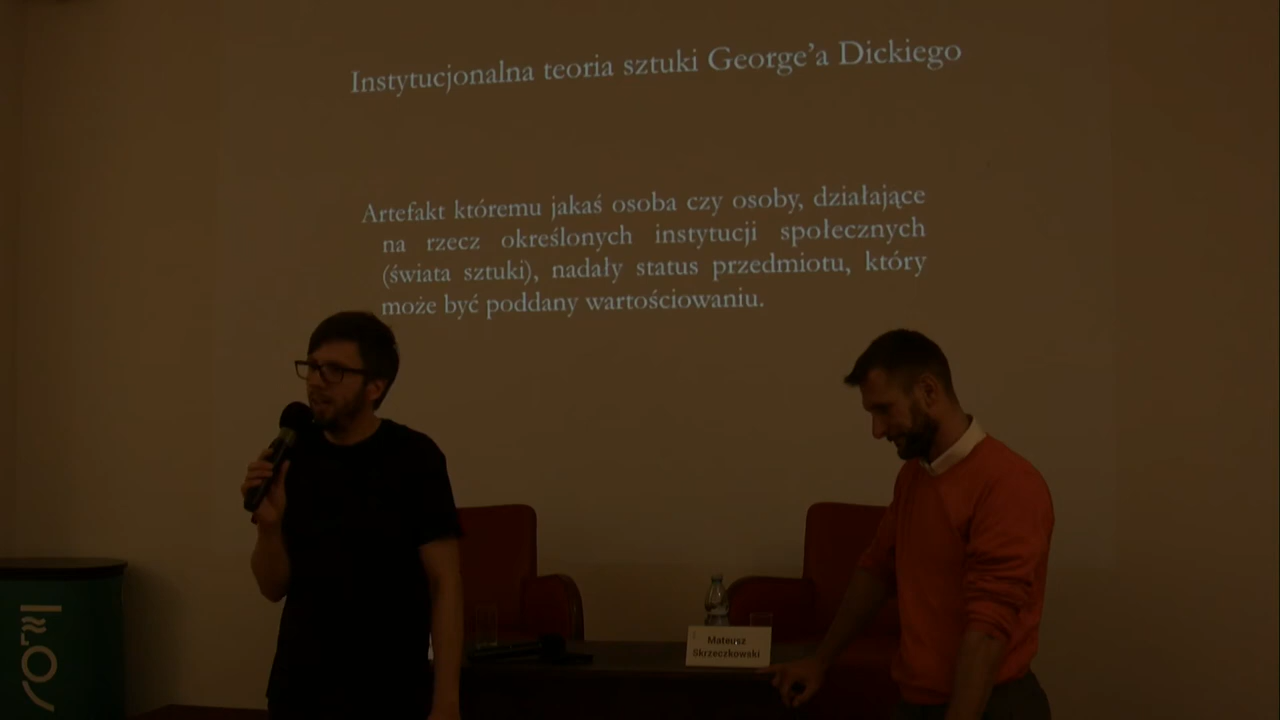 Instytucjonalna teoria sztuki George’a Dickiego
Artefakt któremu jakaś osoba czy osoby, działające
na rzecz określonych instytucji społecznych
(świata sztuki), nadały status przedmiotu, który
może być poddany wartościowaniu.
Mateusz
Skrzeczkowski